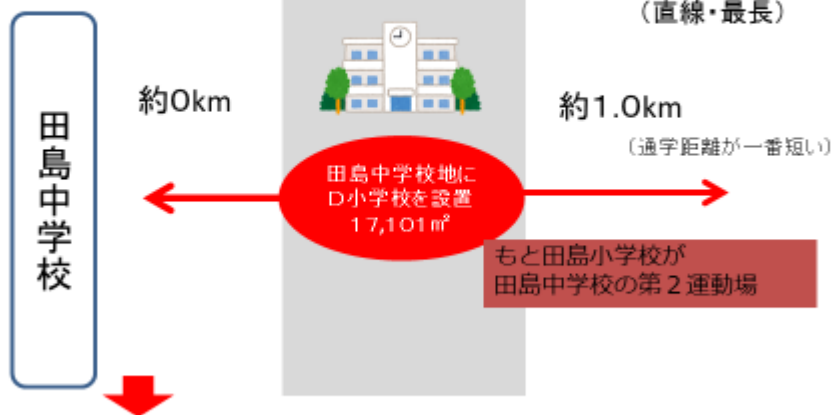 (直線・最長)
田島中学校
約0km
約1.0km
(通学距離が一番短い)
田島中学校地に
D小学校を設置
17,101㎡
もと田島小学校が
田島中学校の第2運動場